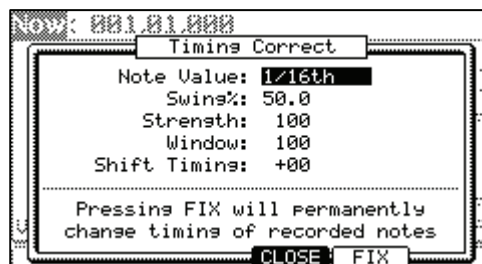 Now: 001.01.000
Timing Correct
Note Value: 1/16th
Swing%: 50.0
Strength: 100
Window: 100
Shift Timing: +00
Pressing FIX will permanently
change timing of recorded notes
CLOSE FIX